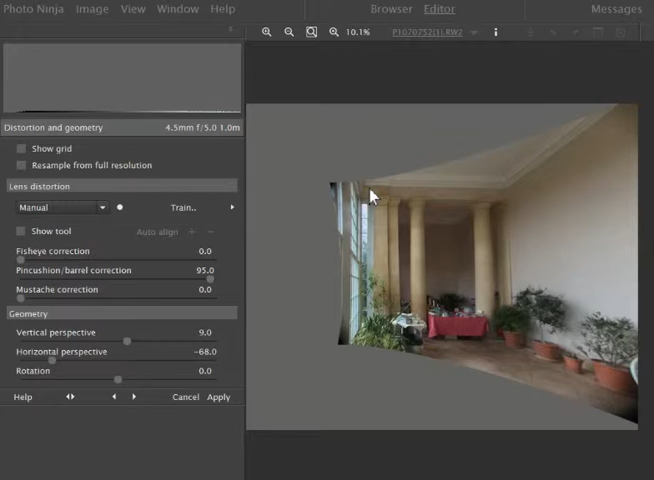 Photo Ninja Image View Window Help Browser Editor Messages
10.1% P1070752(1).RW2
Distortion and geometry 4.5mm f/5.0 1.0m
Show grid
Resample from full resolution
Lens distortion
Manual Train..
Show tool Auto align
Fisheye correction 0.0
Pincushion/barrel correction 95.0
Mustache correction 0.0
Geometry
Vertical perspective 9.0
Horizontal perspective -68.0
Rotation 0.0
Help Cancel Apply